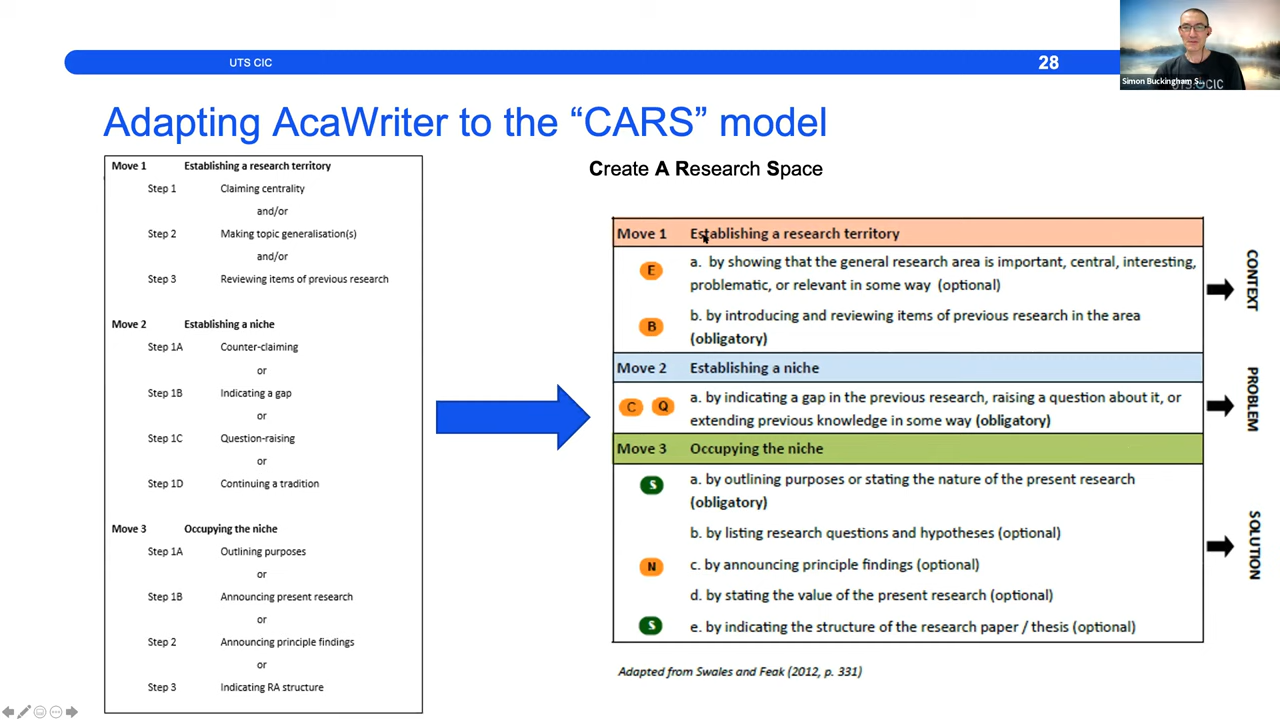 UTS CIC
28
Simon Buckingham S...
UTS.CIC
Adapting AcaWriter to the “CARS” model
Move 1 Establishing a research territory
Step 1 Claiming centrality
and/or
Step 2 Making topic generalisation(s)
and/or
Step 3 Reviewing items of previous research
Move 2 Establishing a niche
Step 1A Counter-claiming
or
Step 1B Indicating a gap
or
Step 1C Question-raising
or
Step 1D Continuing a tradition
Move 3 Occupying the niche
Step 1A Outlining purposes
or
Step 1B Announcing present research
or
Step 2 Announcing principle findings
or
Step 3 Indicating RA structure
Create A Research Space
Move 1 Establishing a research territory
E a. by showing that the general research area is important, central, interesting,
problematic, or relevant in some way (optional)
B b. by introducing and reviewing items of previous research in the area
(obligatory)
CONTEXT
Move 2 Establishing a niche
C Q a. by indicating a gap in the previous research, raising a question about it, or
extending previous knowledge in some way (obligatory)
PROBLEM
Move 3 Occupying the niche
S a. by outlining purposes or stating the nature of the present research
(obligatory)
b. by listing research questions and hypotheses (optional)
N c. by announcing principle findings (optional)
d. by stating the value of the present research (optional)
S e. by indicating the structure of the research paper / thesis (optional)
SOLUTION
Adapted from Swales and Feak (2012, p. 331)